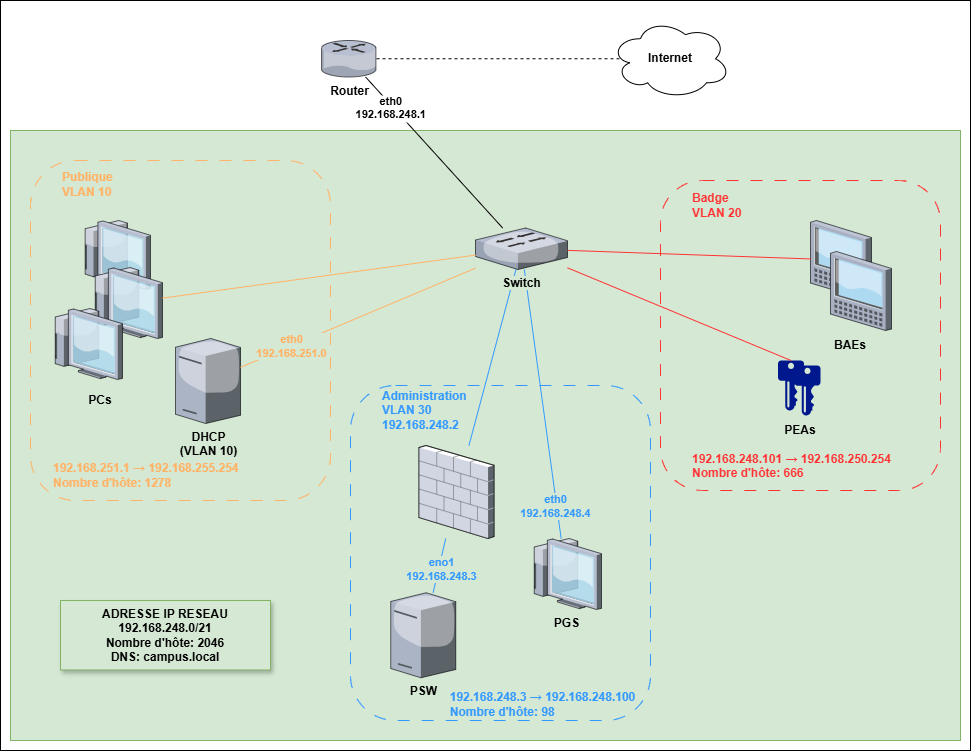 Internet
Router
eth0
192.168.248.1
Publique
VLAN 10
Badge
VLAN 20
Switch
eth0
192.168.251.0
BAEs
PCs
DHCP
(VLAN 10)
192.168.251.1 → 192.168.255.254
Nombre d'hôte: 1278
Administration
VLAN 30
192.168.248.2
PEAs
192.168.248.101 → 192.168.250.254
Nombre d'hôte: 666
eth0
192.168.248.4
eno1
192.168.248.3
PGS
PSW
192.168.248.3 → 192.168.248.100
Nombre d'hôte: 98
ADRESSE IP RESEAU
192.168.248.0/21
Nombre d'hôte: 2046
DNS: campus.local